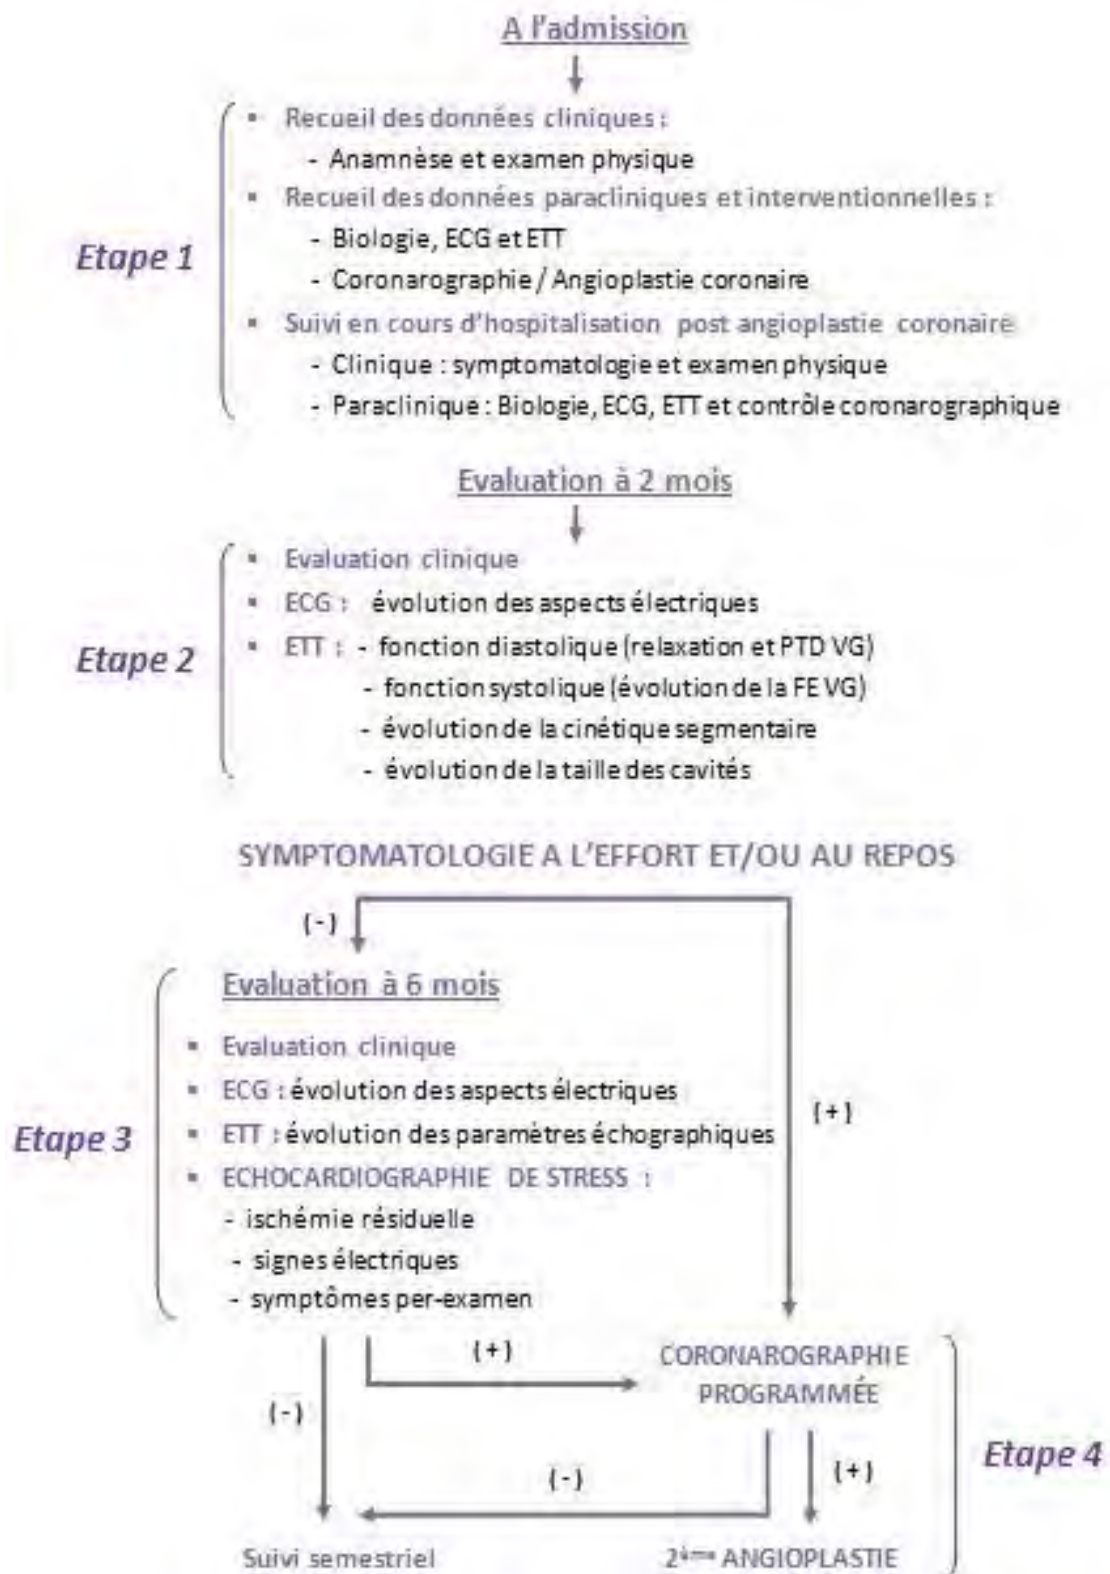 A l'admission
▪ Recueil des données cliniques :
- Anamnèse et examen physique
▪ Recueil des données paracliniques et interventionnelles :
- Biologie, ECG et ETT
- Coronarographie / Angioplastie coronaire
Etape 1
▪ Suivi en cours d'hospitalisation post angioplastie coronaire
- Clinique : symptomatologie et examen physique
- Paraclinique : Biologie, ECG, ETT et contrôle coronarographique
Evaluation à 2 mois
▪ Evaluation clinique
▪ ECG : évolution des aspects électriques
Etape 2
▪ ETT : - fonction diastolique (relaxation et PTD VG)
- fonction systolique (évolution de la FE VG)
- évolution de la cinétique segmentaire
- évolution de la taille des cavités
SYMPTOMATOLOGIE A L'EFFORT ET/OU AU REPOS
(-)
Evaluation à 6 mois
▪ Evaluation clinique
▪ ECG : évolution des aspects électriques
(+)
Etape 3
▪ ETT : évolution des paramètres échographiques
▪ ECHOCARDIOGRAPHIE DE STRESS :
- ischémie résiduelle
- signes électriques
- symptômes per-examen
(+)
CORONAROGRAPHIE
PROGRAMMÉE
(-)
Etape 4
(-)
(+)
Suivi semestriel
2ème ANGIOPLASTIE